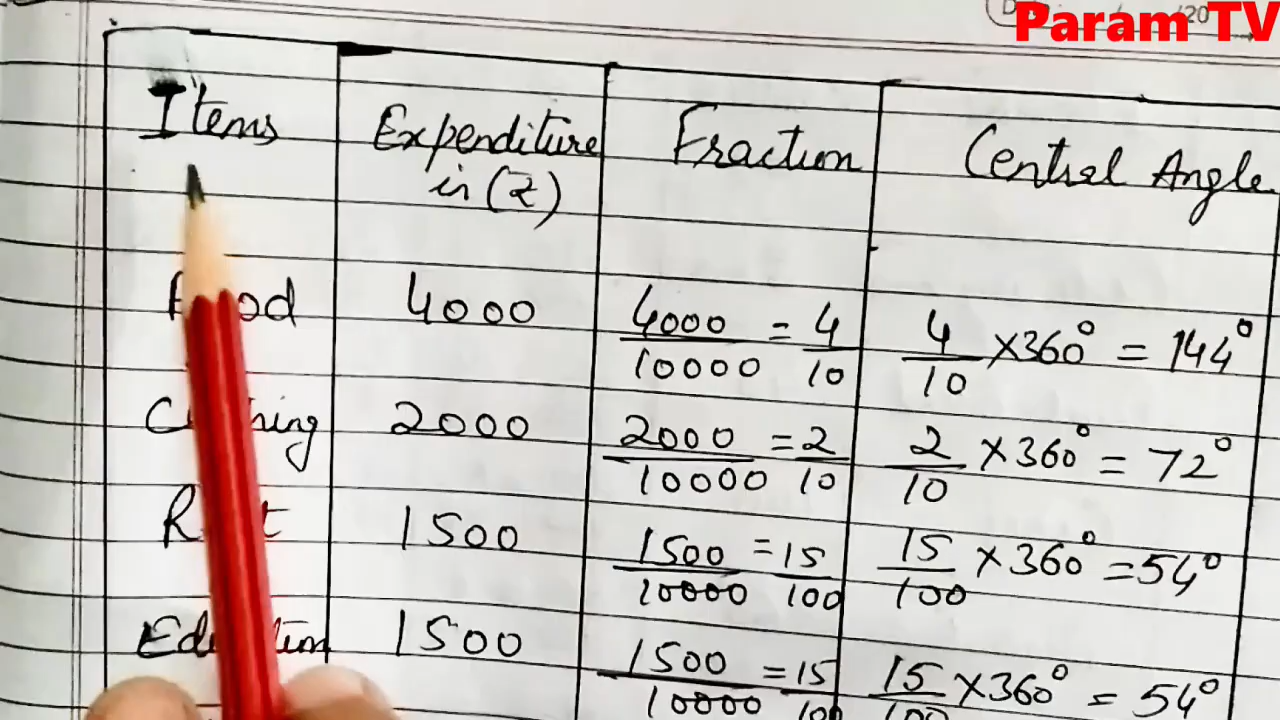 Param TV
Items Expenditure Fraction Central Angle
in (₹)
4000 4000/10000 = 4/10 4/10 ×360° = 144°
2000 2000/10000 = 2/10 2/10 ×360° = 72°
1500 1500/10000 = 15/100 15/100 ×360° = 54°
1500 1500/10000 = 15/100 15/100 ×360° = 54°